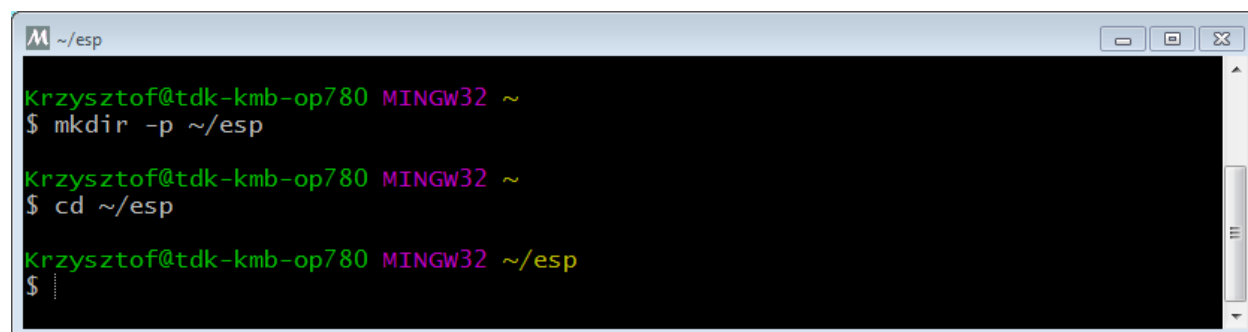 ~/esp
Krzysztof@tdk-kmb-op780 MINGW32 ~
$ mkdir -p ~/esp
Krzysztof@tdk-kmb-op780 MINGW32 ~
$ cd ~/esp
Krzysztof@tdk-kmb-op780 MINGW32 ~/esp
$